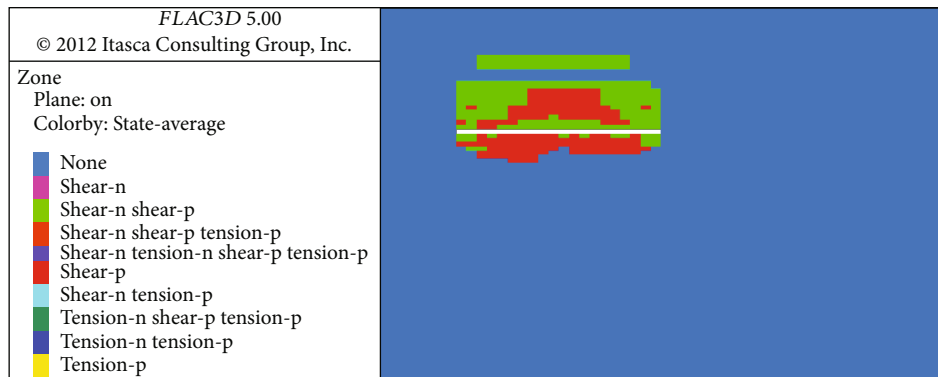 FLAC3D 5.00
© 2012 Itasca Consulting Group, Inc.
Zone
Plane: on
Colorby: State-average
None
Shear-n
Shear-n shear-p
Shear-n shear-p tension-p
Shear-n tension-n shear-p tension-p
Shear-p
Shear-n tension-p
Tension-n shear-p tension-p
Tension-n tension-p
Tension-p